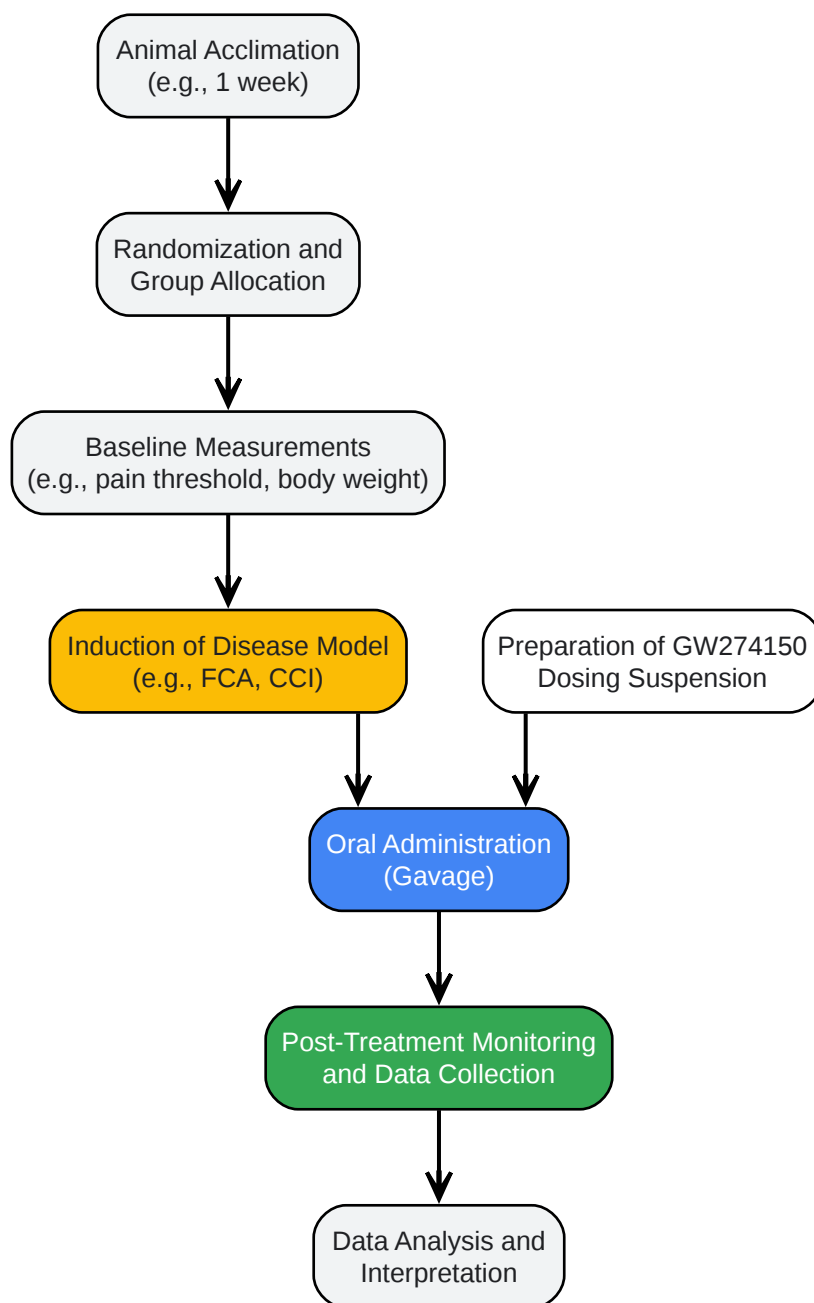 Animal Acclimation
(e.g., 1 week)
Randomization and
Group Allocation
Baseline Measurements
(e.g., pain threshold, body weight)
Induction of Disease Model
(e.g., FCA, CCI)
Preparation of GW274150
Dosing Suspension
Oral Administration
(Gavage)
Post-Treatment Monitoring
and Data Collection
Data Analysis and
Interpretation